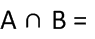 A ∩ B =